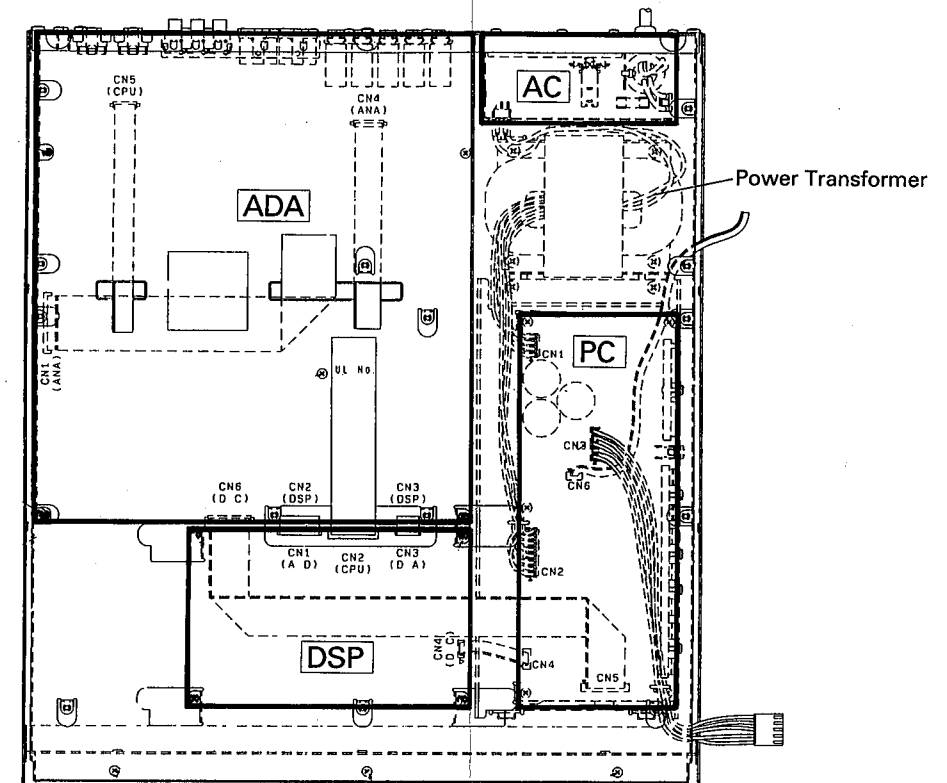 CN5
(CPU)
CN4
(ANA)
AC
Power Transformer
ADA
CN1
(ANA)
UL No.
CN1
PC
CN3
CN6
CN6
(D C)
CN2
(DSP)
CN3
(DSP)
CN1
(A D)
CN2
(CPU)
CN3
(D A)
CN2
DSP
CN4
(D C)
CN4
CN5